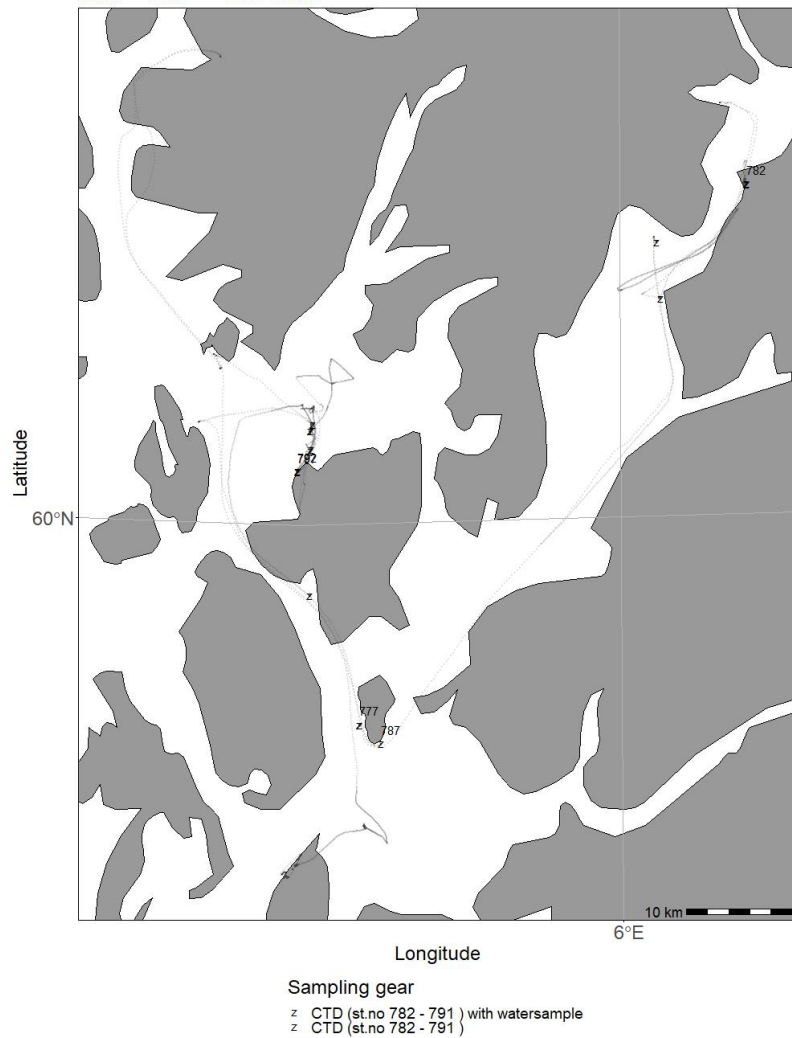 782
z
z
z
z
z
792
z
Latitude
60°N
z
777
z
787
z
10 km
6°E
Longitude
Sampling gear
z CTD (st.no 782 - 791 ) with watersample
z CTD (st.no 782 - 791 )